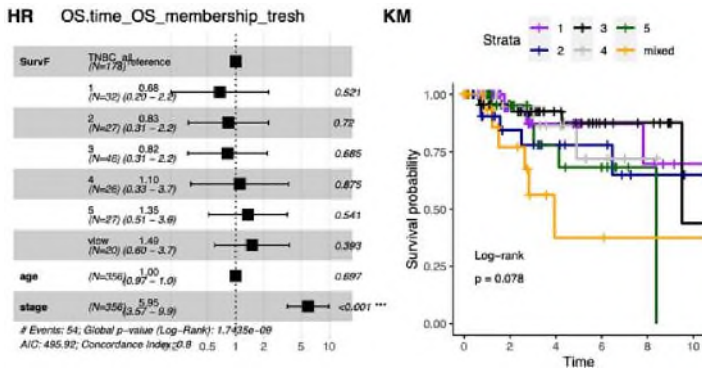 HR OS.time_OS_membership_tresh
SurvF TNBC_all (N=178) reference
1 (N=32) 0.68 (0.20 – 2.2) 0.521
2 (N=27) 0.83 (0.31 – 2.2) 0.72
3 (N=46) 0.82 (0.31 – 2.2) 0.685
4 (N=26) 1.10 (0.33 – 3.7) 0.875
5 (N=27) 1.35 (0.51 – 3.6) 0.541
(N=20) 1.49 (0.60 – 3.7) 0.393
age (N=356) 1.00 (0.97 – 1.0) 0.697
stage (N=356) 5.95 (3.57 – 9.9) <0.001 ***
# Events: 54; Global p-value (Log-Rank): 1.7435e-09
AIC: 495.92; Concordance Index: 0.8
0.2 0.5 1 2 5 10
KM
Strata 1 3 5
2 4 mixed
Survival probability
1.00
0.75
0.50
0.25
0.00
Log-rank
p = 0.078
0 2 4 6 8 10
Time